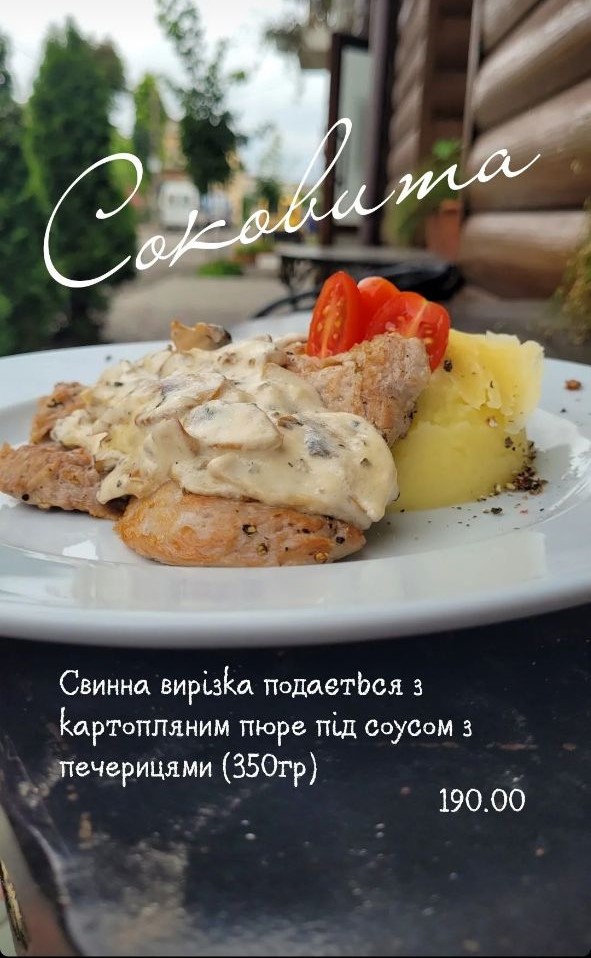 Соковита
Свинна вирізка подається з
картопляним пюре під соусом з
печерицями (350гр)
190.00